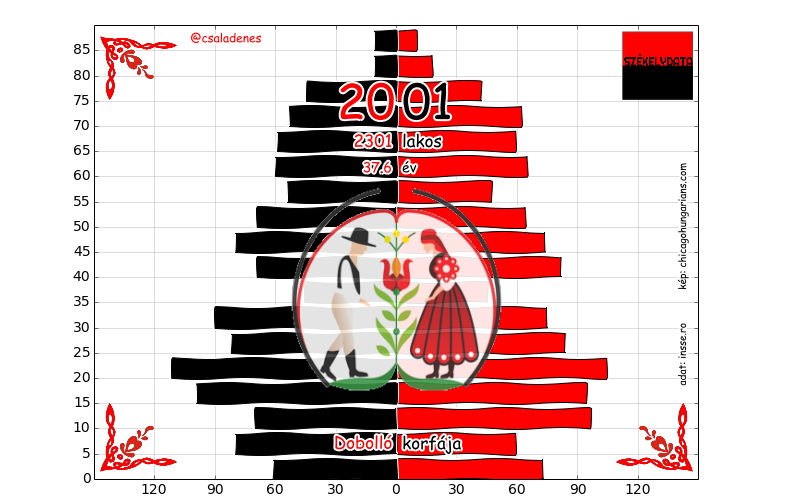 @csaladenes
SZÉKELYDATA
2001
2301 lakos
37.6 év
Dobolló korfája
kép: chicagohungarians.com
adat: insse.ro
85
80
75
70
65
60
55
50
45
40
35
30
25
20
15
10
5
0
120 90 60 30 0 30 60 90 120